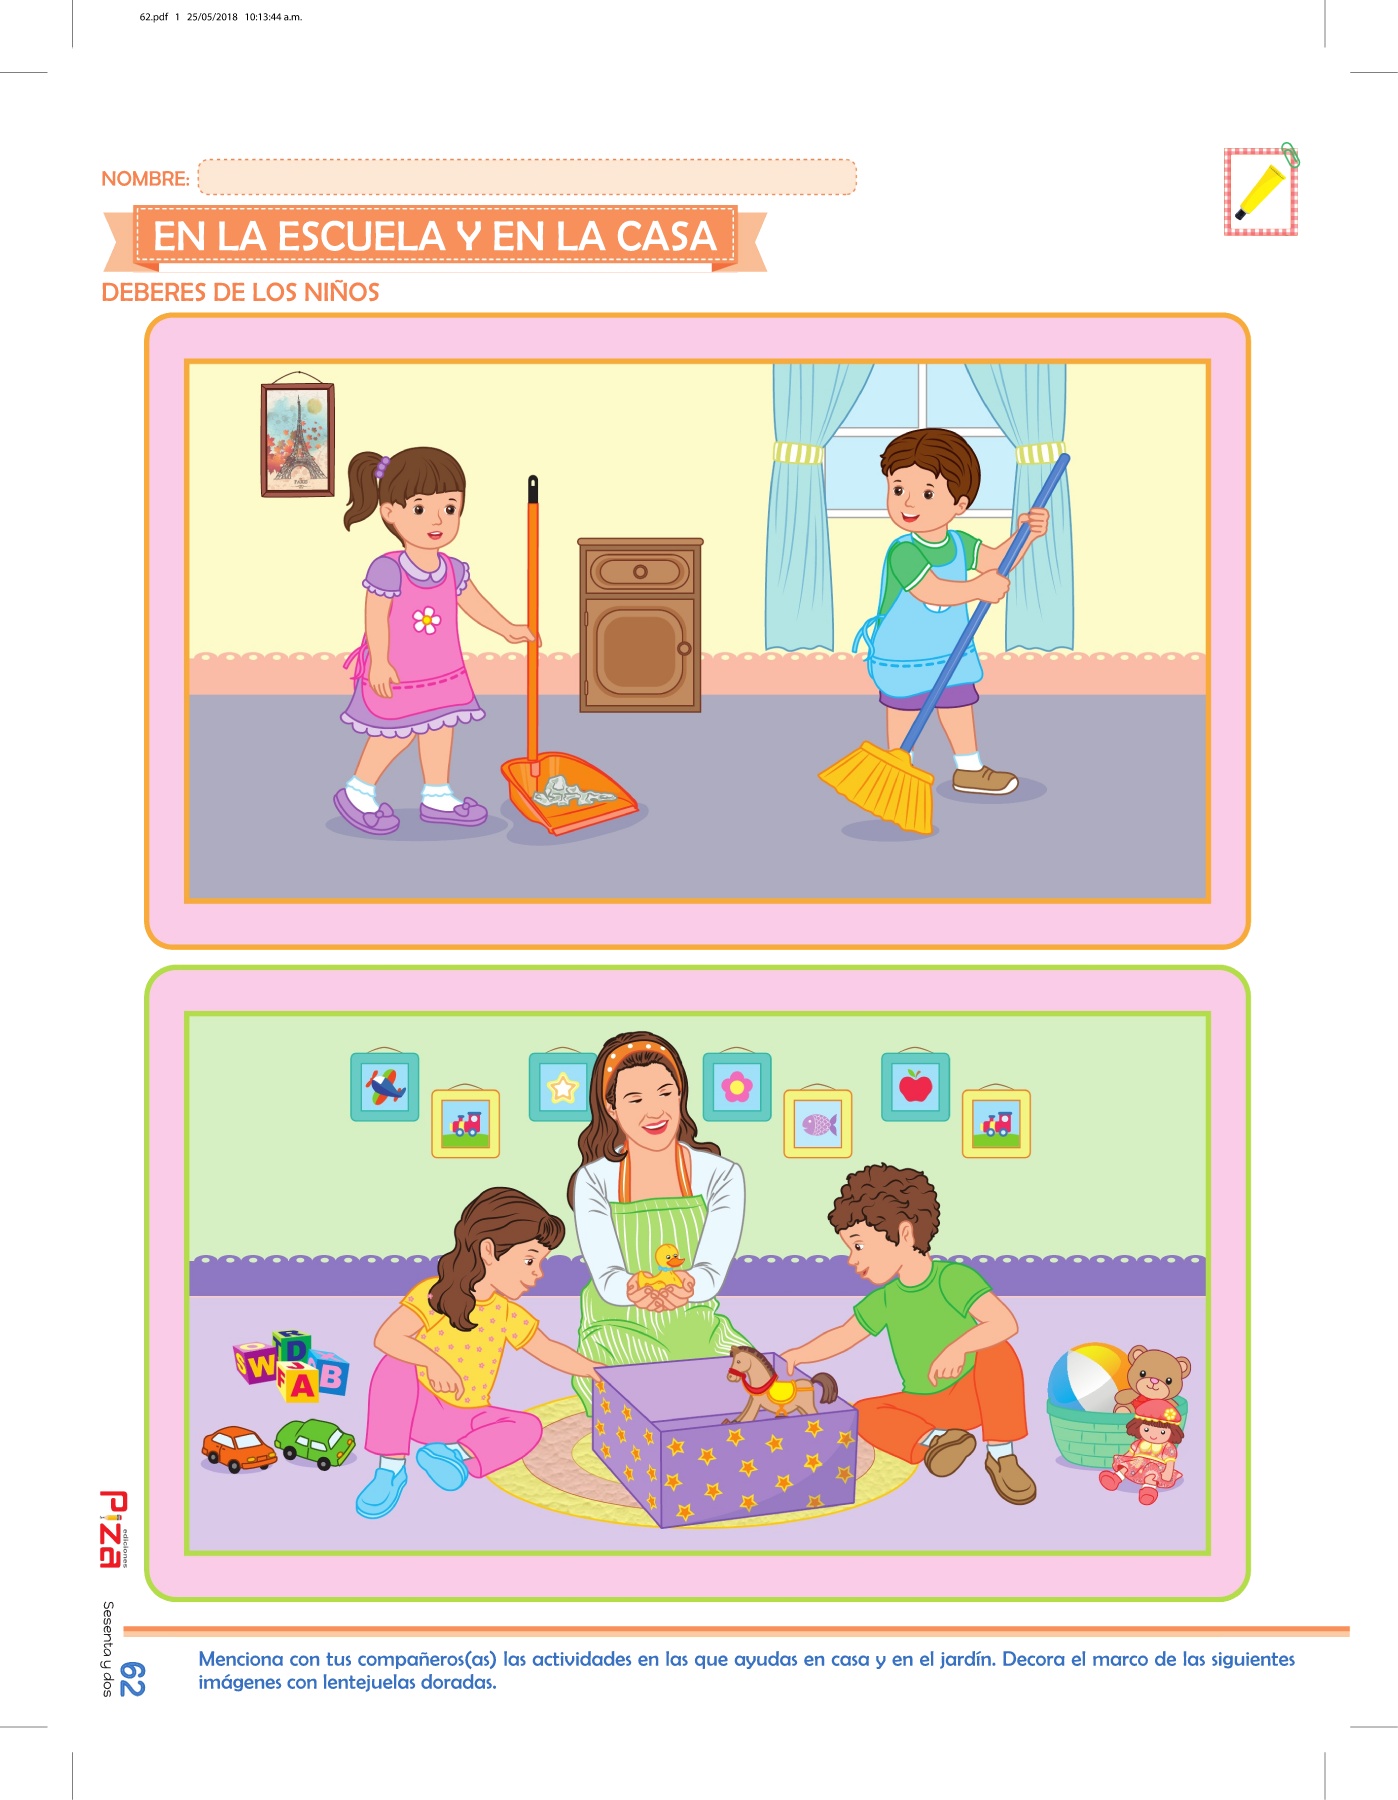 62.pdf 1 25/05/2018 10:13:44 a.m.
NOMBRE:
EN LA ESCUELA Y EN LA CASA
DEBERES DE LOS NIÑOS
PARIS
S W R D A B
Piza
ediciones
Sesenta y dos
62
Menciona con tus compañeros(as) las actividades en las que ayudas en casa y en el jardín. Decora el marco de las siguientes
imágenes con lentejuelas doradas.